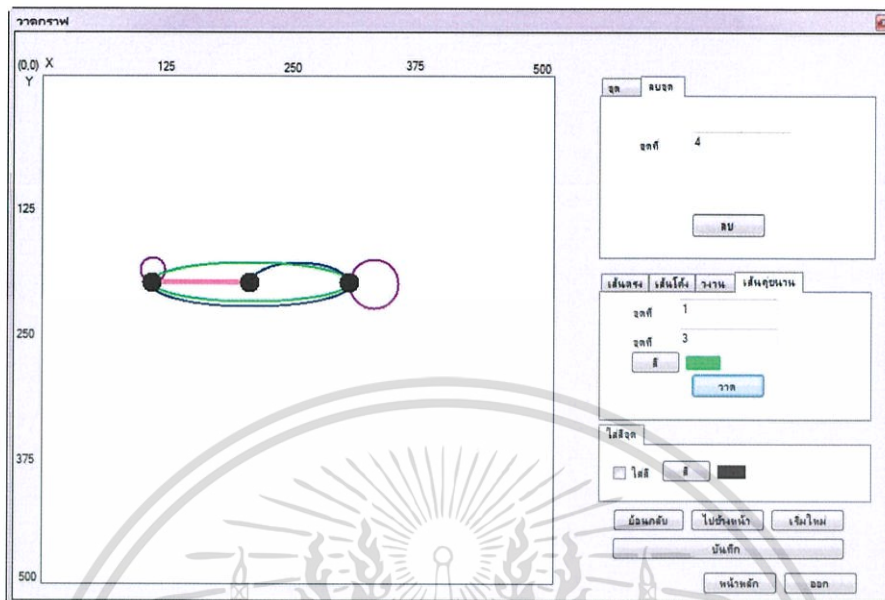 วาดกราฟ
(0,0) X 125 250 375 500
Y
125
250
375
500
จุด ลบจุด
จุดที่ 4
ลบ
เส้นตรง เส้นโค้ง วงวน เส้นคู่ขนาน
จุดที่ 1
จุดที่ 3
สี
วาด
ใส่สีจุด
ใส่สี สี
ย้อนกลับ ไปข้างหน้า เริ่มใหม่
บันทึก
หน้าหลัก ออก